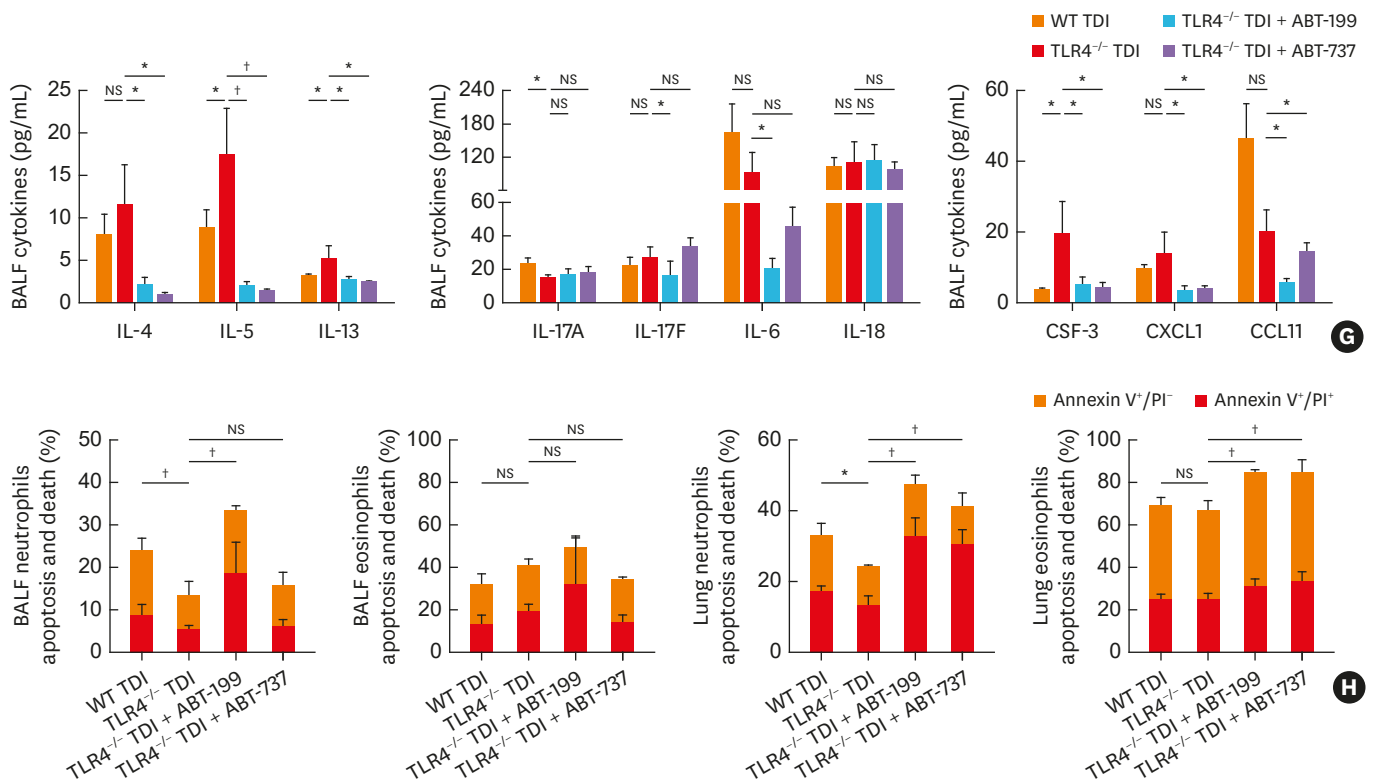 WT TDI
TLR4⁻/⁻ TDI
TLR4⁻/⁻ TDI + ABT-199
TLR4⁻/⁻ TDI + ABT-737
BALF cytokines (pg/mL)
25
20
15
10
5
0
NS
*
*
*
†
†
*
*
*
IL-4
IL-5
IL-13
BALF cytokines (pg/mL)
240
180
120
60
40
20
0
*
NS
NS
NS
*
NS
NS
*
NS
NS
NS
NS
IL-17A
IL-17F
IL-6
IL-18
BALF cytokines (pg/mL)
60
40
20
0
*
*
*
NS
*
*
NS
*
*
CSF-3
CXCL1
CCL11
G
Annexin V⁺/PI⁻
Annexin V⁺/PI⁺
BALF neutrophils
apoptosis and death (%)
50
40
30
20
10
0
†
†
NS
WT TDI
TLR4⁻/⁻ TDI
TLR4⁻/⁻ TDI + ABT-199
TLR4⁻/⁻ TDI + ABT-737
BALF eosinophils
apoptosis and death (%)
100
80
60
40
20
0
NS
NS
NS
WT TDI
TLR4⁻/⁻ TDI
TLR4⁻/⁻ TDI + ABT-199
TLR4⁻/⁻ TDI + ABT-737
Lung neutrophils
apoptosis and death (%)
60
40
20
0
*
†
†
WT TDI
TLR4⁻/⁻ TDI
TLR4⁻/⁻ TDI + ABT-199
TLR4⁻/⁻ TDI + ABT-737
Lung eosinophils
apoptosis and death (%)
100
80
60
40
20
0
NS
†
†
WT TDI
TLR4⁻/⁻ TDI
TLR4⁻/⁻ TDI + ABT-199
TLR4⁻/⁻ TDI + ABT-737
H